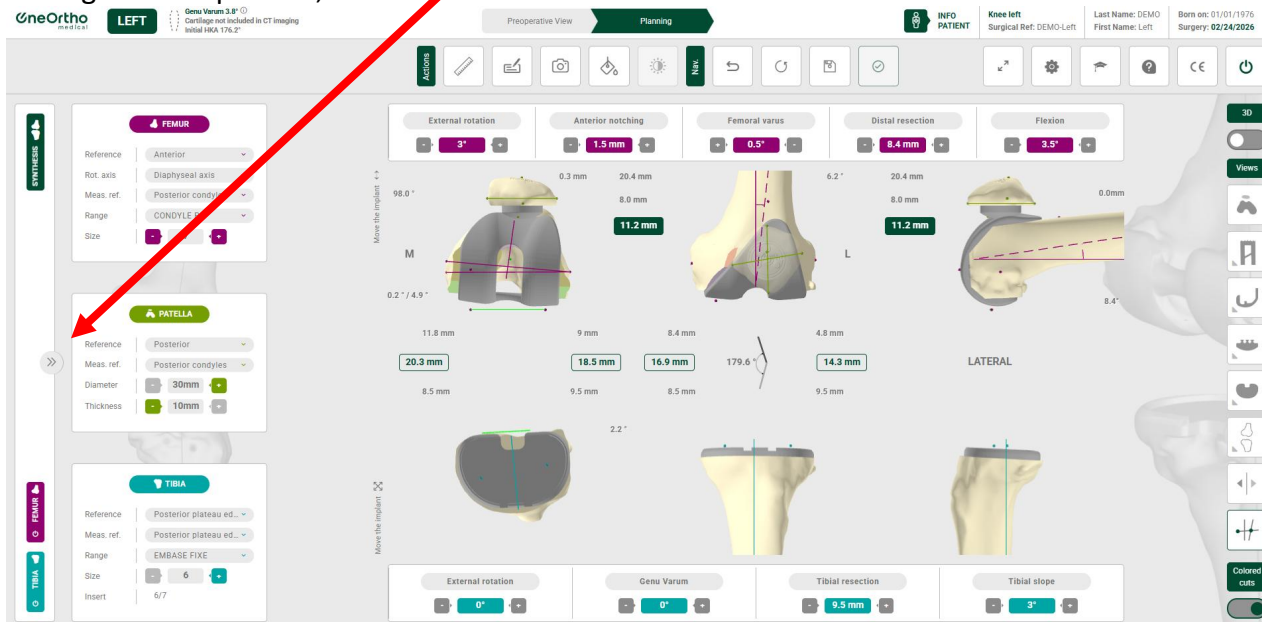 OneOrtho
medical
LEFT
Genu Varum 3.8° ⓘ
Cartilage not included in CT imaging
Initial HKA 176.2°
Preoperative View
Planning
INFO
PATIENT
Knee left
Surgical Ref: DEMO-Left
Last Name: DEMO
First Name: Left
Born on: 01/01/1976
Surgery: 02/24/2026
Actions
Nav.
CE
SYNTHESIS
FEMUR
Reference Anterior
Rot. axis Diaphyseal axis
Meas. ref. Posterior condyles
Range CONDYLE
Size - +
External rotation
- 3° +
Anterior notching
- 1.5 mm +
Femoral varus
+ 0.5° -
Distal resection
- 8.4 mm +
Flexion
- 3.5° +
3D
Views
Move the implant
98.0 °
0.3 mm
20.4 mm
8.0 mm
11.2 mm
6.2 °
20.4 mm
8.0 mm
11.2 mm
0.0mm
M
L
0.2 ° / 4.9 °
8.4°
PATELLA
Reference Posterior
Meas. ref. Posterior condyles
Diameter - 30mm +
Thickness - 10mm +
11.8 mm
9 mm
8.4 mm
4.8 mm
20.3 mm
18.5 mm
16.9 mm
179.6 °
14.3 mm
LATERAL
8.5 mm
9.5 mm
8.5 mm
9.5 mm
2.2 °
Move the implant
FEMUR
TIBIA
TIBIA
Reference Posterior plateau ed...
Meas. ref. Posterior plateau ed...
Range EMBASE FIXE
Size - 6 +
Insert 6/7
External rotation
- 0° +
Genu Varum
- 0° +
Tibial resection
- 9.5 mm +
Tibial slope
- 3° +
Colored
cuts